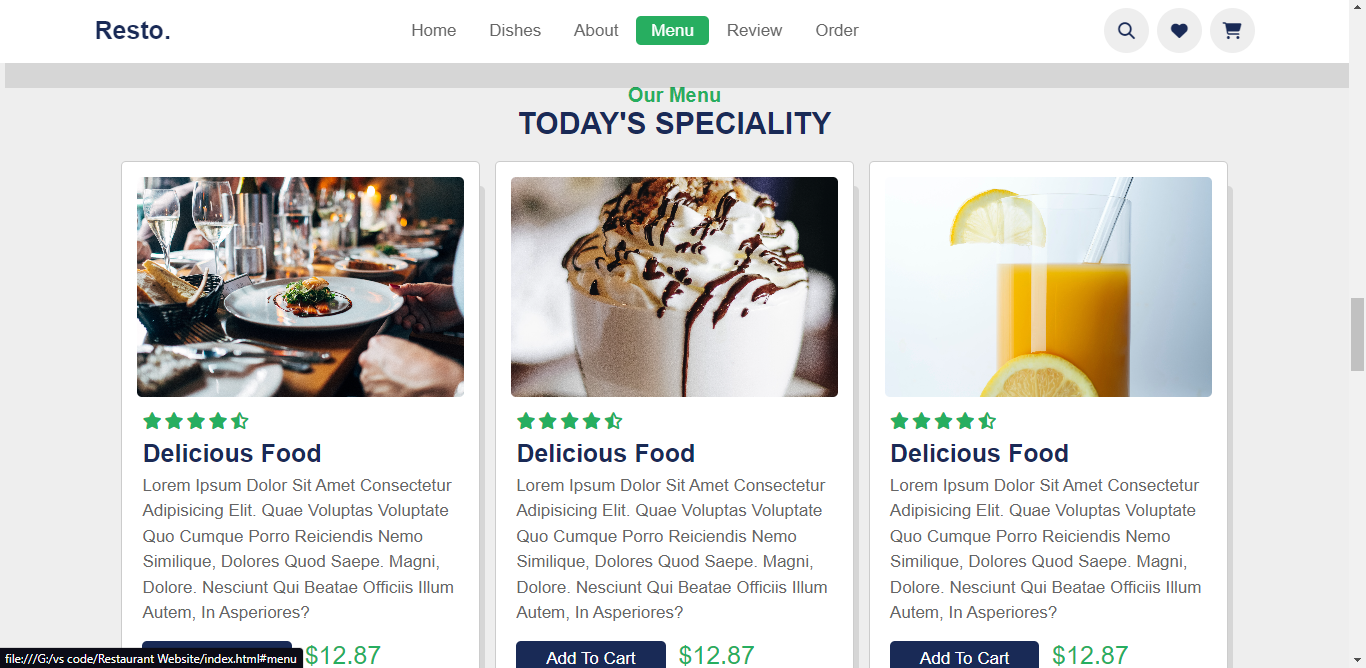 Resto. Home Dishes About Menu Review Order
Our Menu
TODAY'S SPECIALITY
Delicious Food
Lorem Ipsum Dolor Sit Amet Consectetur
Adipisicing Elit. Quae Voluptas Voluptate
Quo Cumque Porro Reiciendis Nemo
Similique, Dolores Quod Saepe. Magni,
Dolore. Nesciunt Qui Beatae Officiis Illum
Autem, In Asperiores?
$12.87
Delicious Food
Lorem Ipsum Dolor Sit Amet Consectetur
Adipisicing Elit. Quae Voluptas Voluptate
Quo Cumque Porro Reiciendis Nemo
Similique, Dolores Quod Saepe. Magni,
Dolore. Nesciunt Qui Beatae Officiis Illum
Autem, In Asperiores?
Add To Cart $12.87
Delicious Food
Lorem Ipsum Dolor Sit Amet Consectetur
Adipisicing Elit. Quae Voluptas Voluptate
Quo Cumque Porro Reiciendis Nemo
Similique, Dolores Quod Saepe. Magni,
Dolore. Nesciunt Qui Beatae Officiis Illum
Autem, In Asperiores?
Add To Cart $12.87
file:///G:/vs code/Restaurant Website/index.html#menu